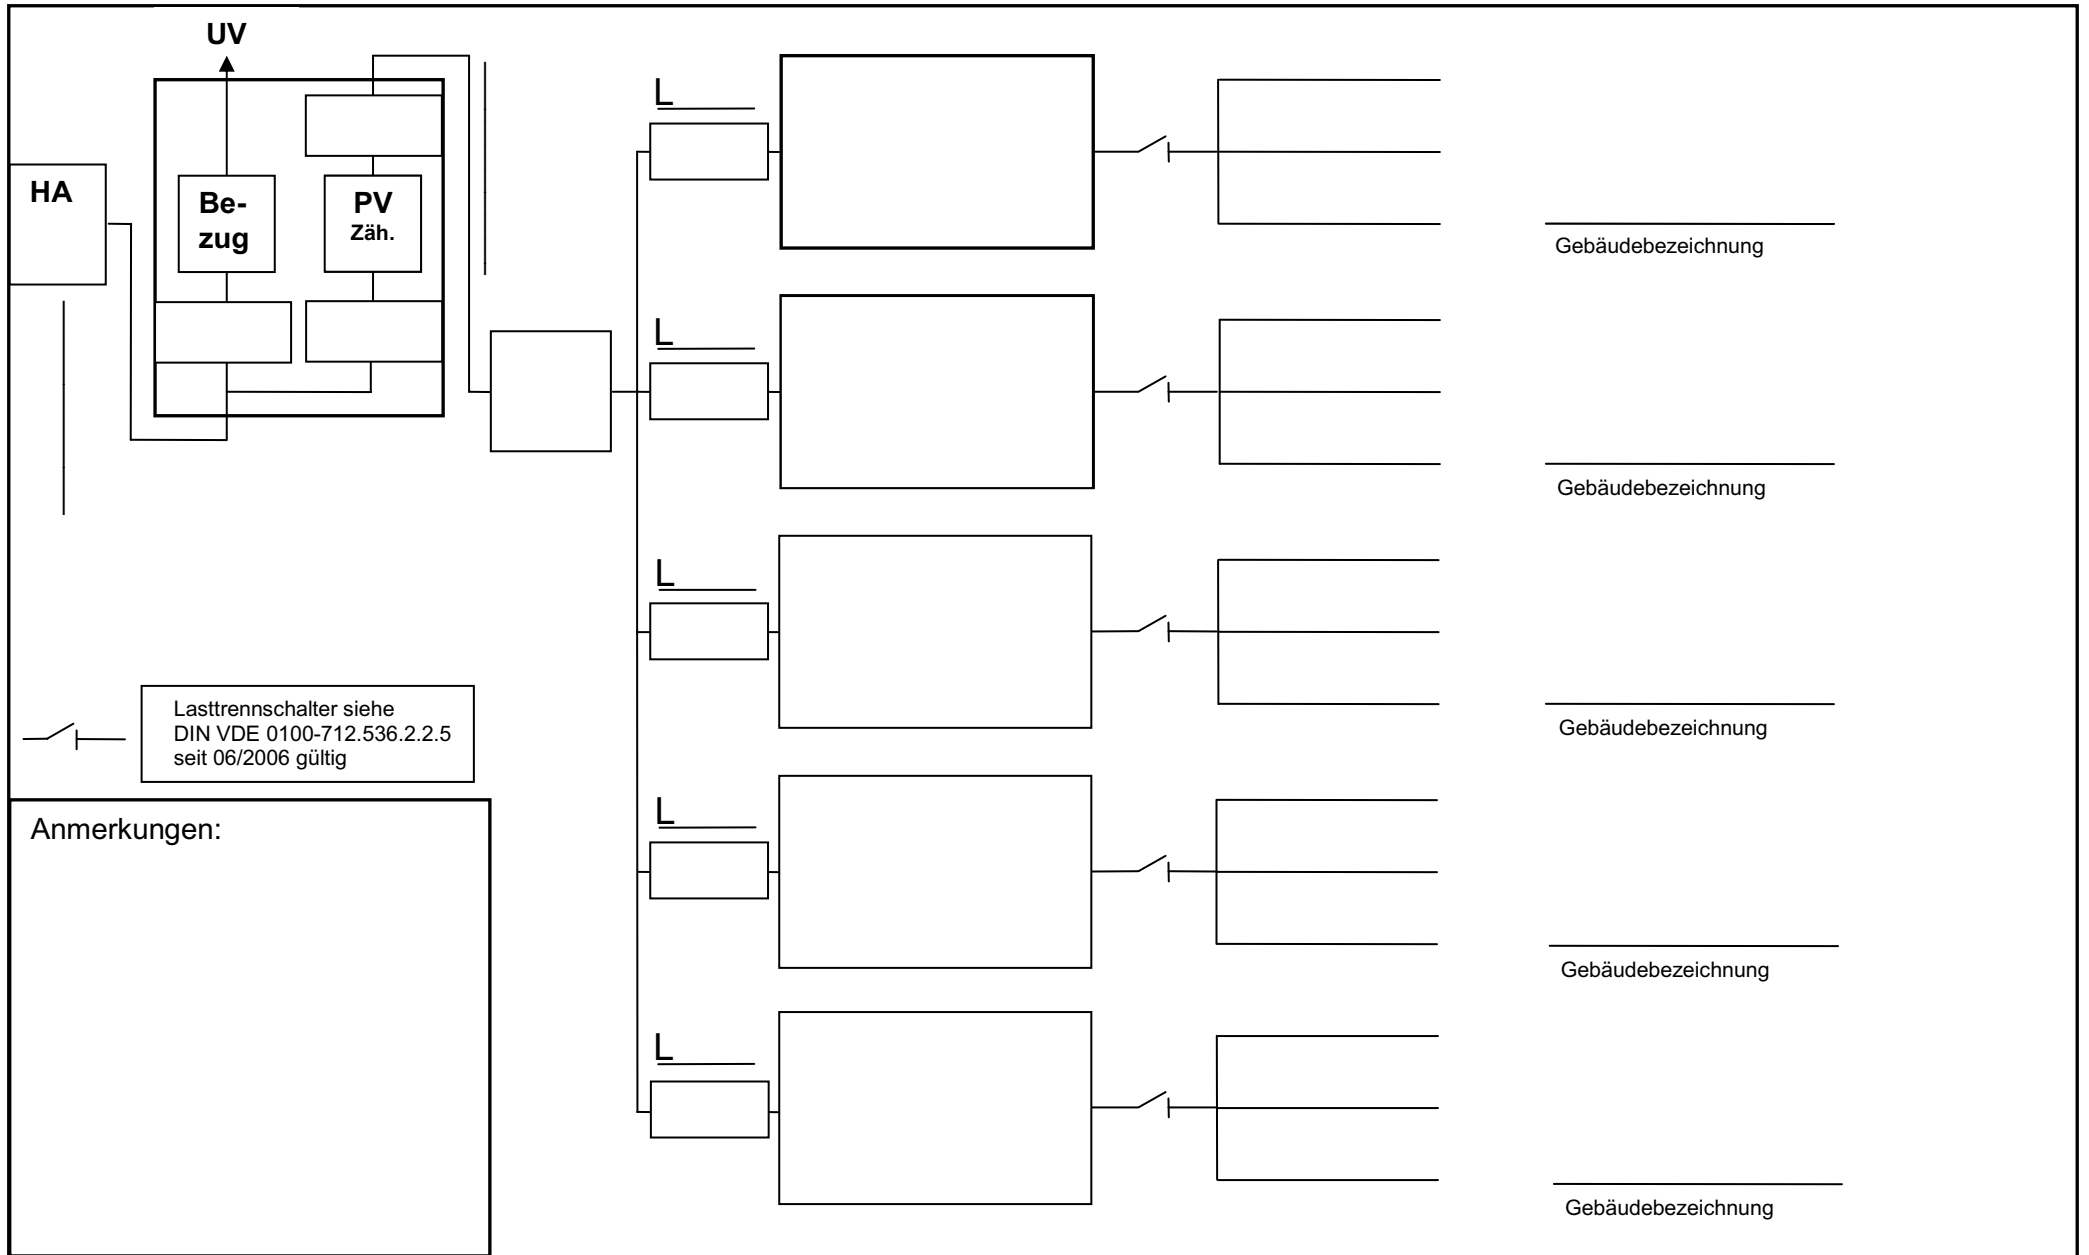 UV
HA
Be-
zug
PV
Zäh.
L
Gebäudebezeichnung
L
Gebäudebezeichnung
L
Gebäudebezeichnung
Lasttrennschalter siehe
DIN VDE 0100-712.536.2.2.5
seit 06/2006 gültig
Anmerkungen:
L
Gebäudebezeichnung
L
Gebäudebezeichnung